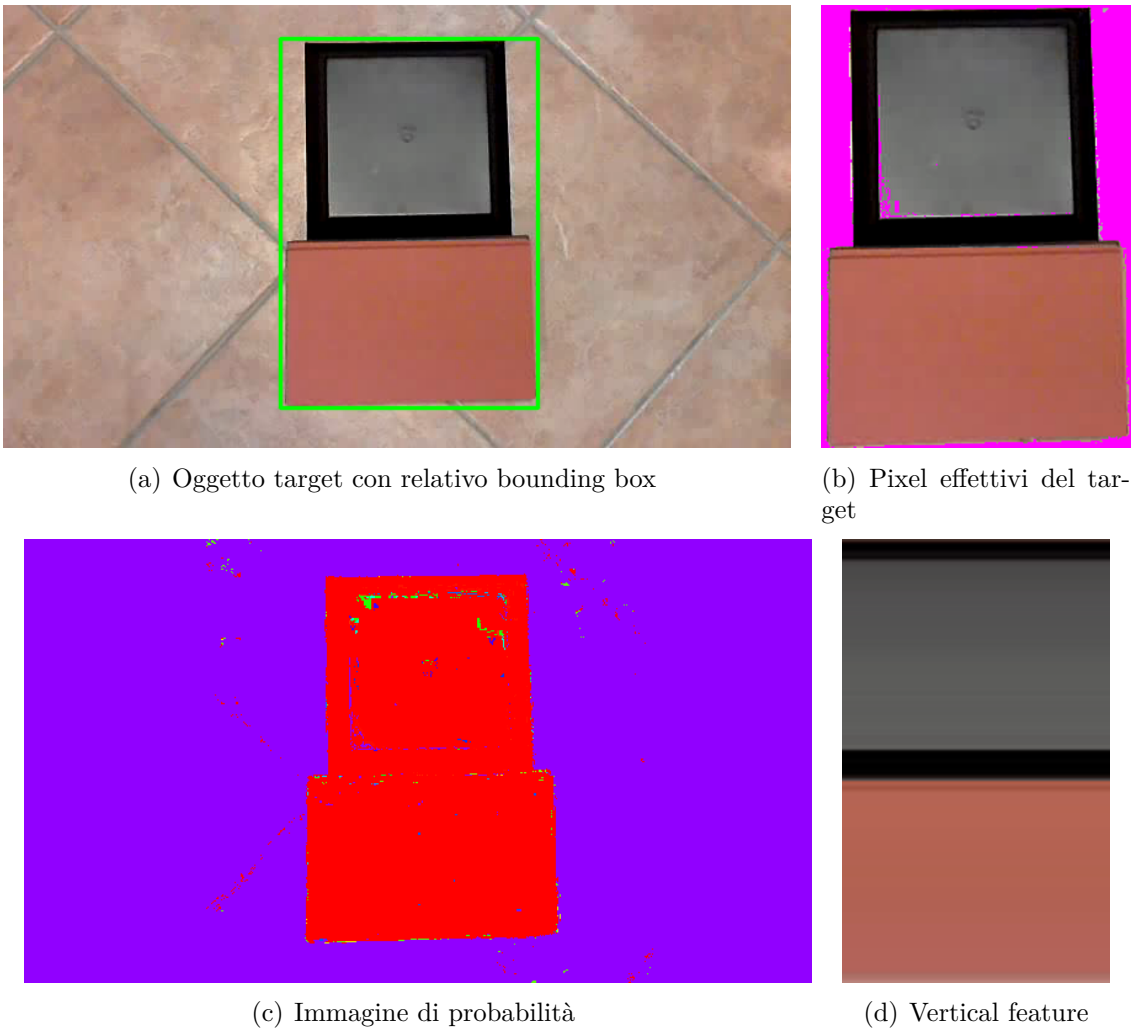 (a) Oggetto target con relativo bounding box
(b) Pixel effettivi del tar-
get
(c) Immagine di probabilità
(d) Vertical feature